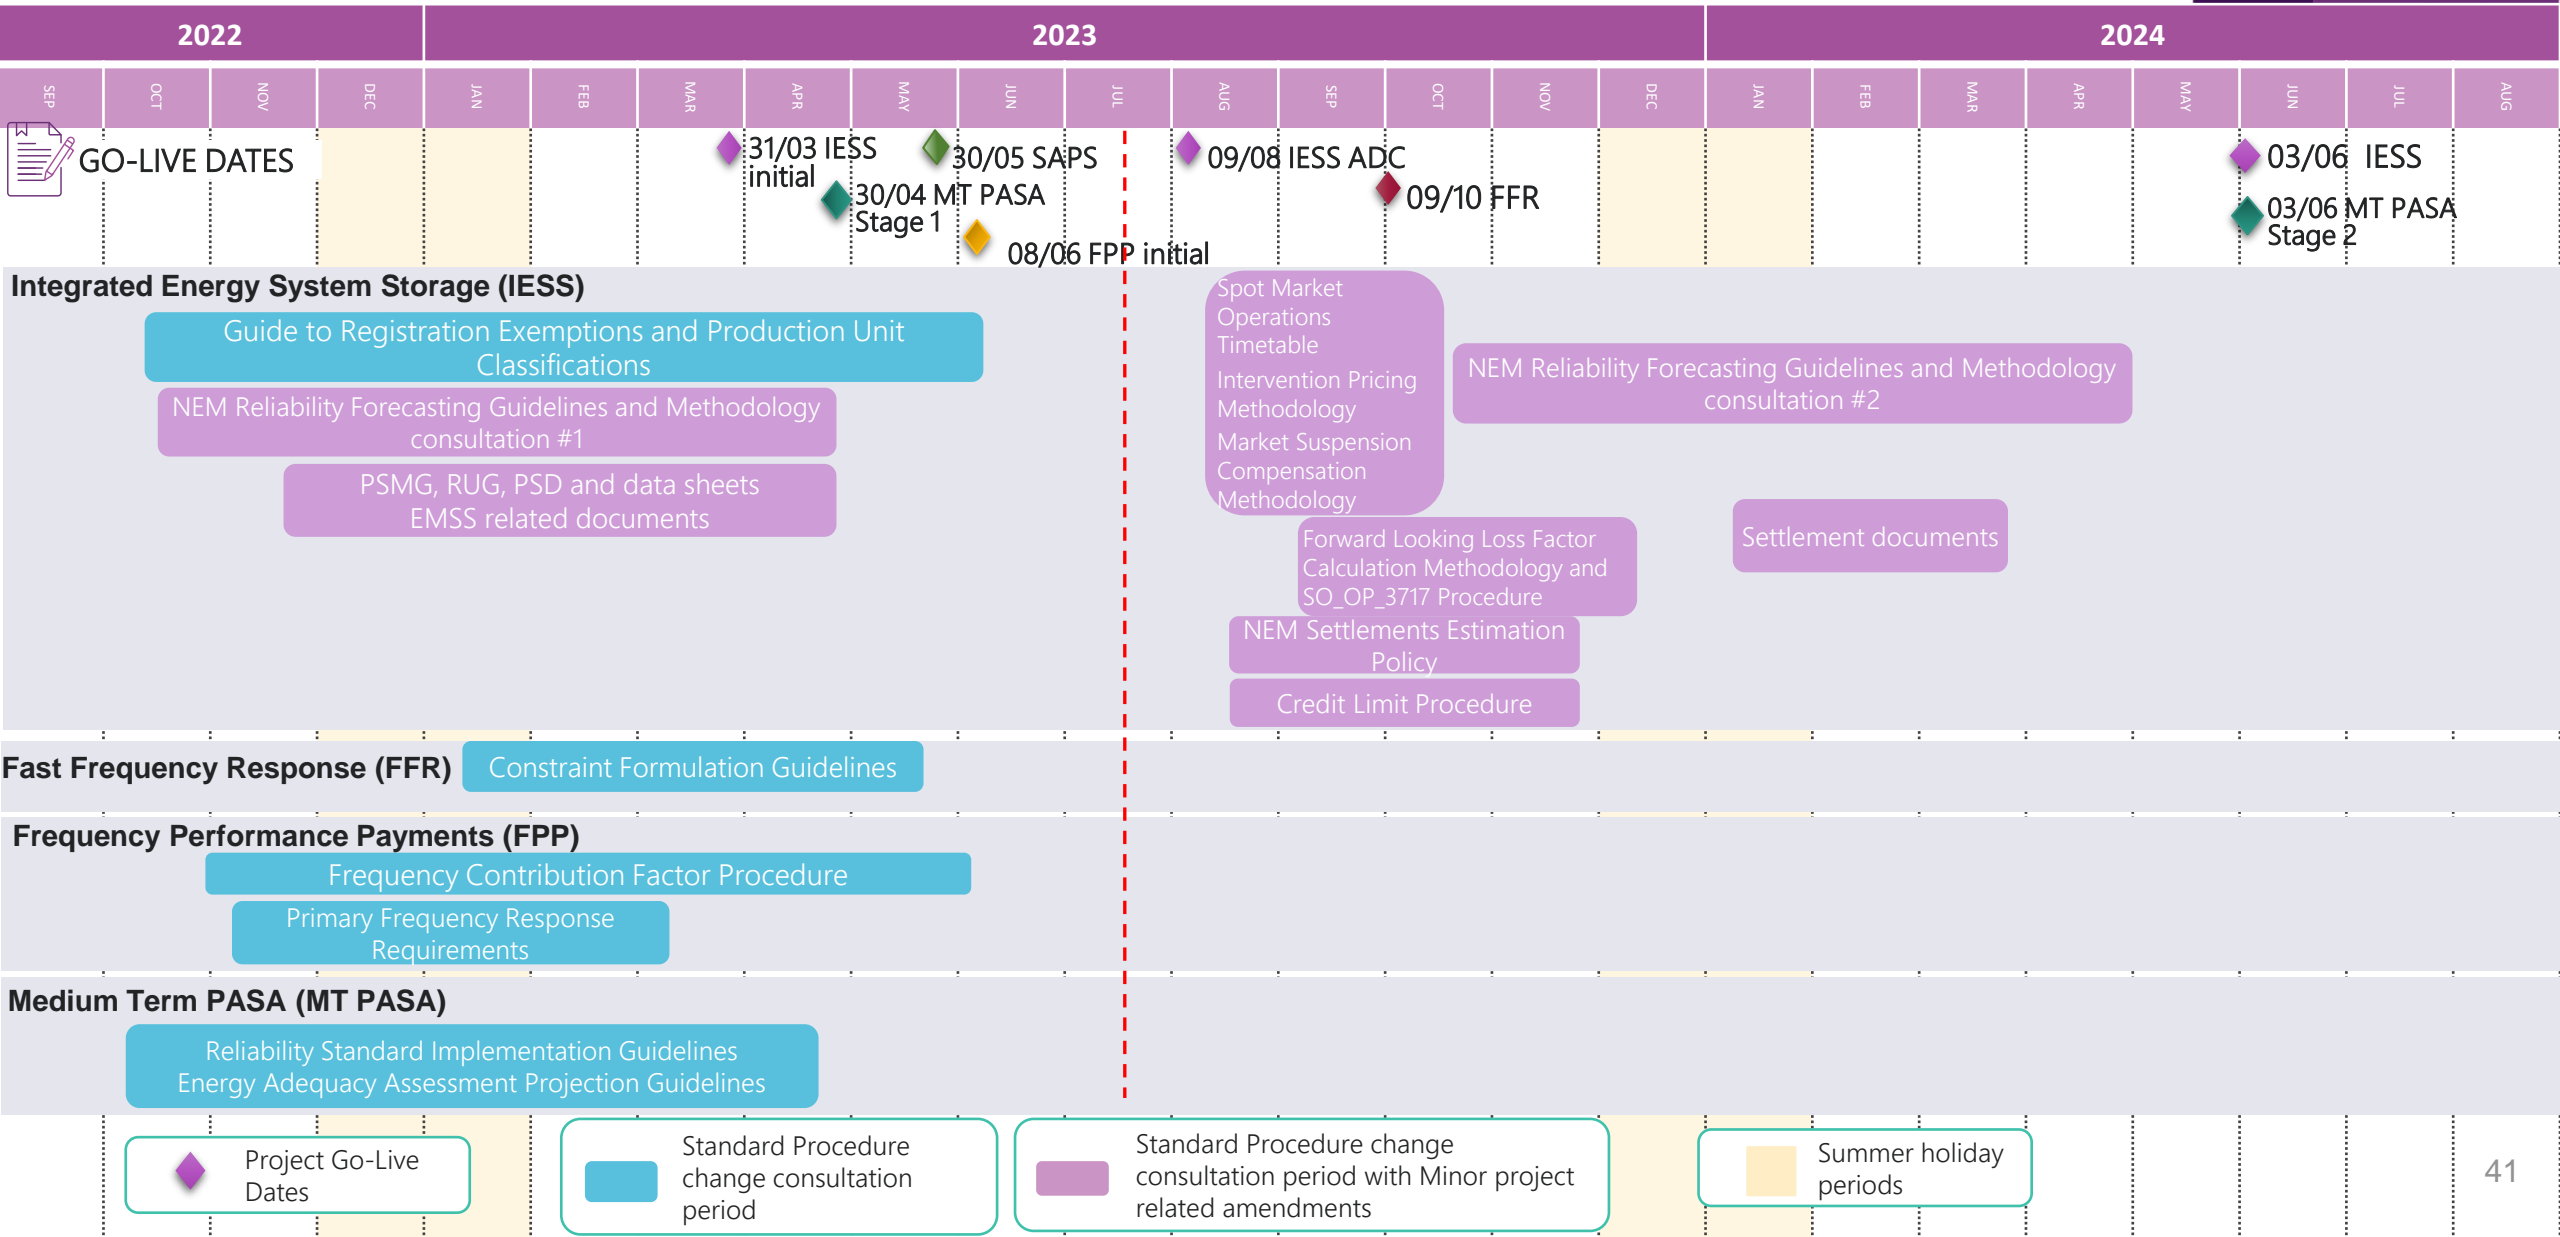 2022
2023
2024
SEP
OCT
NOV
DEC
JAN
FEB
MAR
APR
MAY
JUN
JUL
AUG
SEP
OCT
NOV
DEC
JAN
FEB
MAR
APR
MAY
JUN
JUL
AUG
GO-LIVE DATES
31/03 IESS
initial
30/04 MT PASA
Stage 1
30/05 SAPS
08/06 FPP initial
09/08 IESS ADC
09/10 FFR
03/06 IESS
03/06 MT PASA
Stage 2
Integrated Energy System Storage (IESS)
Guide to Registration Exemptions and Production Unit
Classifications
NEM Reliability Forecasting Guidelines and Methodology
consultation #1
PSMG, RUG, PSD and data sheets
EMSS related documents
Spot Market
Operations
Timetable
Intervention Pricing
Methodology
Market Suspension
Compensation
Methodology
NEM Reliability Forecasting Guidelines and Methodology
consultation #2
Forward Looking Loss Factor
Calculation Methodology and
SO_OP_3717 Procedure
Settlement documents
NEM Settlements Estimation
Policy
Credit Limit Procedure
Fast Frequency Response (FFR)
Constraint Formulation Guidelines
Frequency Performance Payments (FPP)
Frequency Contribution Factor Procedure
Primary Frequency Response
Requirements
Medium Term PASA (MT PASA)
Reliability Standard Implementation Guidelines
Energy Adequacy Assessment Projection Guidelines
Project Go-Live
Dates
Standard Procedure
change consultation
period
Standard Procedure change
consultation period with Minor project
related amendments
Summer holiday
periods
41